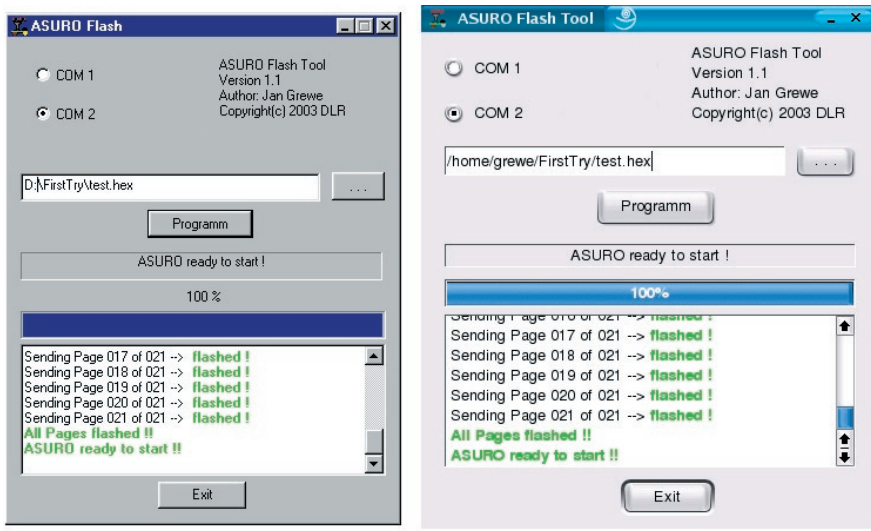 ASURO Flash
COM 1
COM 2
ASURO Flash Tool
Version 1.1
Author: Jan Grewe
Copyright(c) 2003 DLR
D:\FirstTry\test.hex
...
Programm
ASURO ready to start !
100 %
Sending Page 017 of 021 --> flashed !
Sending Page 018 of 021 --> flashed !
Sending Page 019 of 021 --> flashed !
Sending Page 020 of 021 --> flashed !
Sending Page 021 of 021 --> flashed !
All Pages flashed !!
ASURO ready to start !!
Exit
ASURO Flash Tool
COM 1
COM 2
ASURO Flash Tool
Version 1.1
Author: Jan Grewe
Copyright(c) 2003 DLR
/home/grewe/FirstTry/test.hex
...
Programm
ASURO ready to start !
100%
Sending Page 016 of 021 --> flashed !
Sending Page 017 of 021 --> flashed !
Sending Page 018 of 021 --> flashed !
Sending Page 019 of 021 --> flashed !
Sending Page 020 of 021 --> flashed !
Sending Page 021 of 021 --> flashed !
All Pages flashed !!
ASURO ready to start !!
Exit